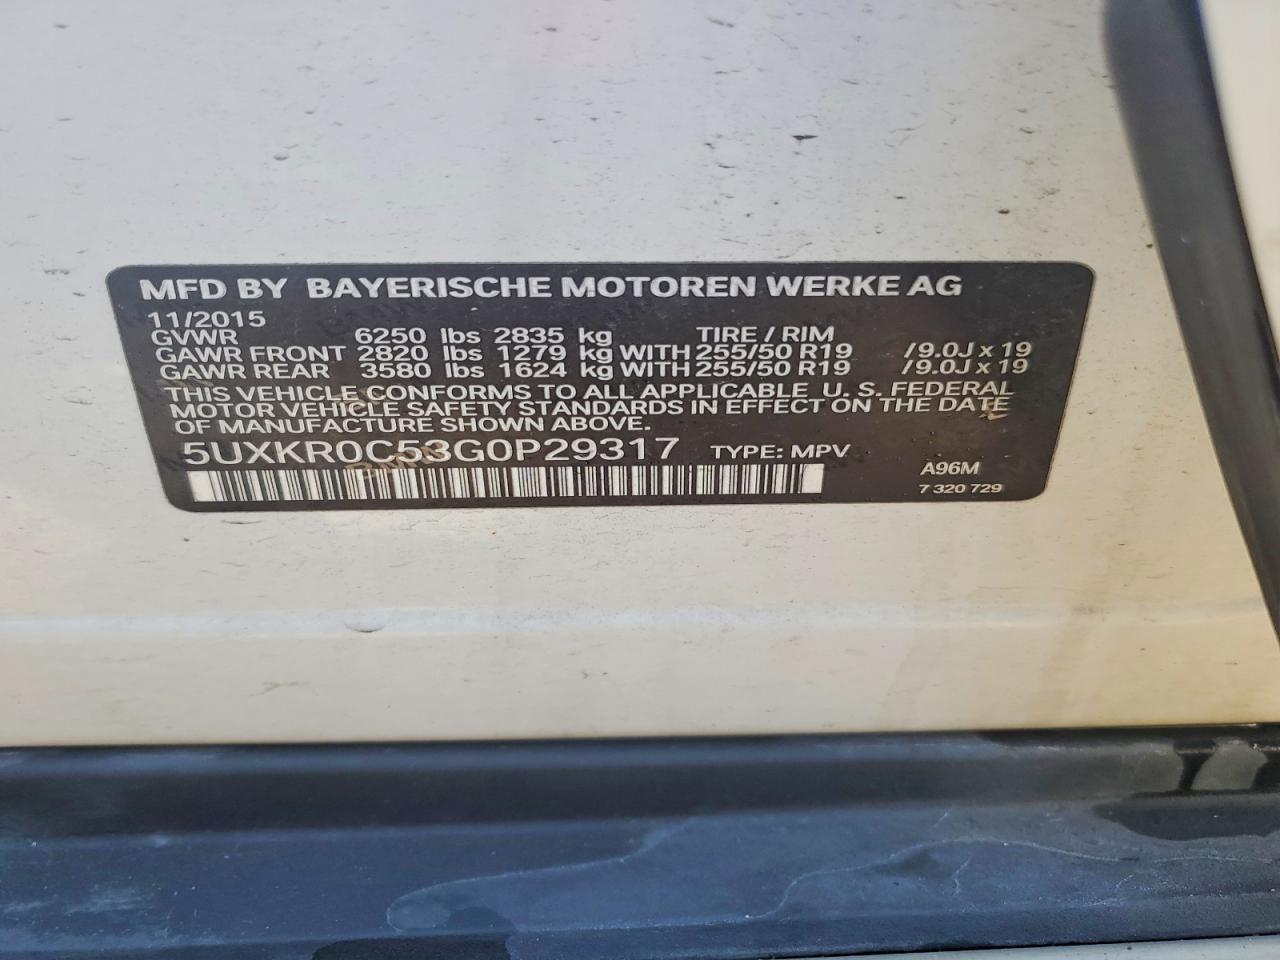 MFD BY BAYERISCHE MOTOREN WERKE AG
11/2015
GVWR 6250 lbs 2835 kg TIRE / RIM
GAWR FRONT 2820 lbs 1279 kg WITH 255/50 R19 /9.0J x 19
GAWR REAR 3580 lbs 1624 kg WITH 255/50 R19 /9.0J x 19
THIS VEHICLE CONFORMS TO ALL APPLICABLE U. S. FEDERAL
MOTOR VEHICLE SAFETY STANDARDS IN EFFECT ON THE DATE
OF MANUFACTURE SHOWN ABOVE.
5UXKR0C53G0P29317 TYPE: MPV
A96M
7 320 729